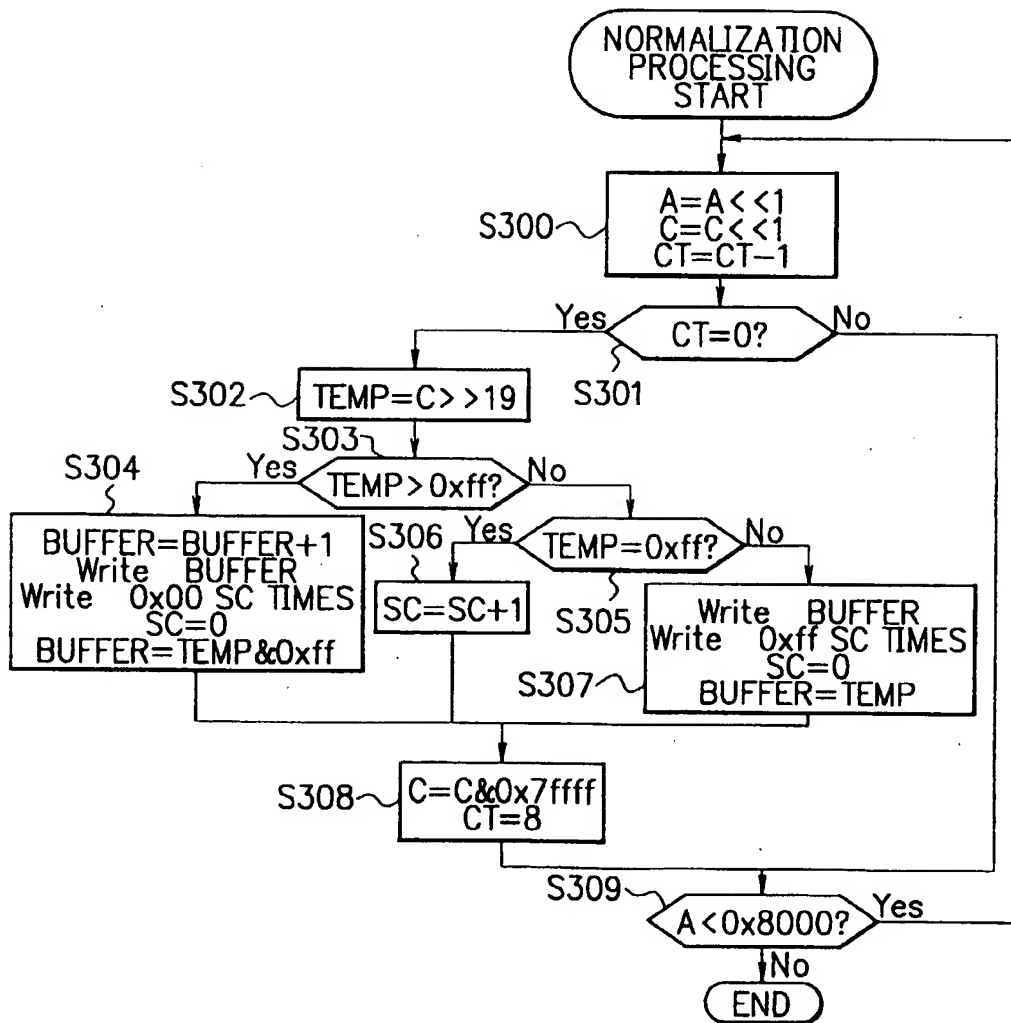 NORMALIZATION
PROCESSING
START
S300
A=A<<1
C=C<<1
CT=CT-1
Yes
CT=0?
No
S301
S302
TEMP=C>>19
S303
Yes
TEMP>0xff?
No
S304
BUFFER=BUFFER+1
Write BUFFER
Write 0x00 SC TIMES
SC=0
BUFFER=TEMP&0xff
S306
Yes
TEMP=0xff?
No
SC=SC+1
S305
Write BUFFER
Write 0xff SC TIMES
SC=0
BUFFER=TEMP
S307
S308
C=C&0x7ffff
CT=8
S309
A<0x8000?
Yes
No
END